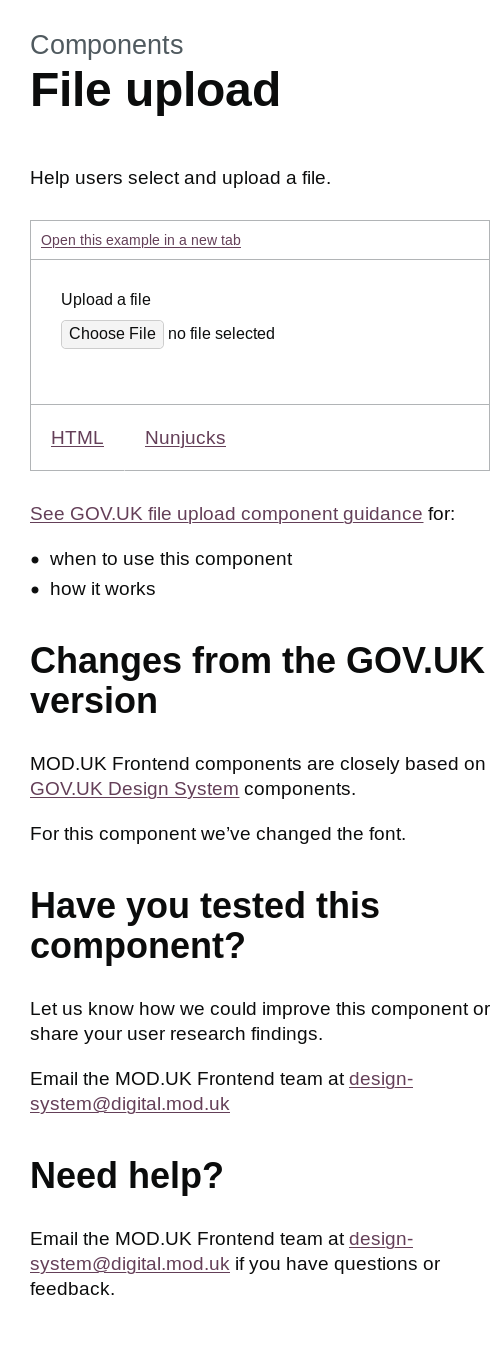 Components
File upload
Help users select and upload a file.
Open this example in a new tab
Upload a file
Choose File no file selected
HTML Nunjucks
See GOV.UK file upload component guidance for:
• when to use this component
• how it works
Changes from the GOV.UK
version
MOD.UK Frontend components are closely based on
GOV.UK Design System components.
For this component we’ve changed the font.
Have you tested this
component?
Let us know how we could improve this component or
share your user research findings.
Email the MOD.UK Frontend team at design-
system@digital.mod.uk
Need help?
Email the MOD.UK Frontend team at design-
system@digital.mod.uk if you have questions or
feedback.